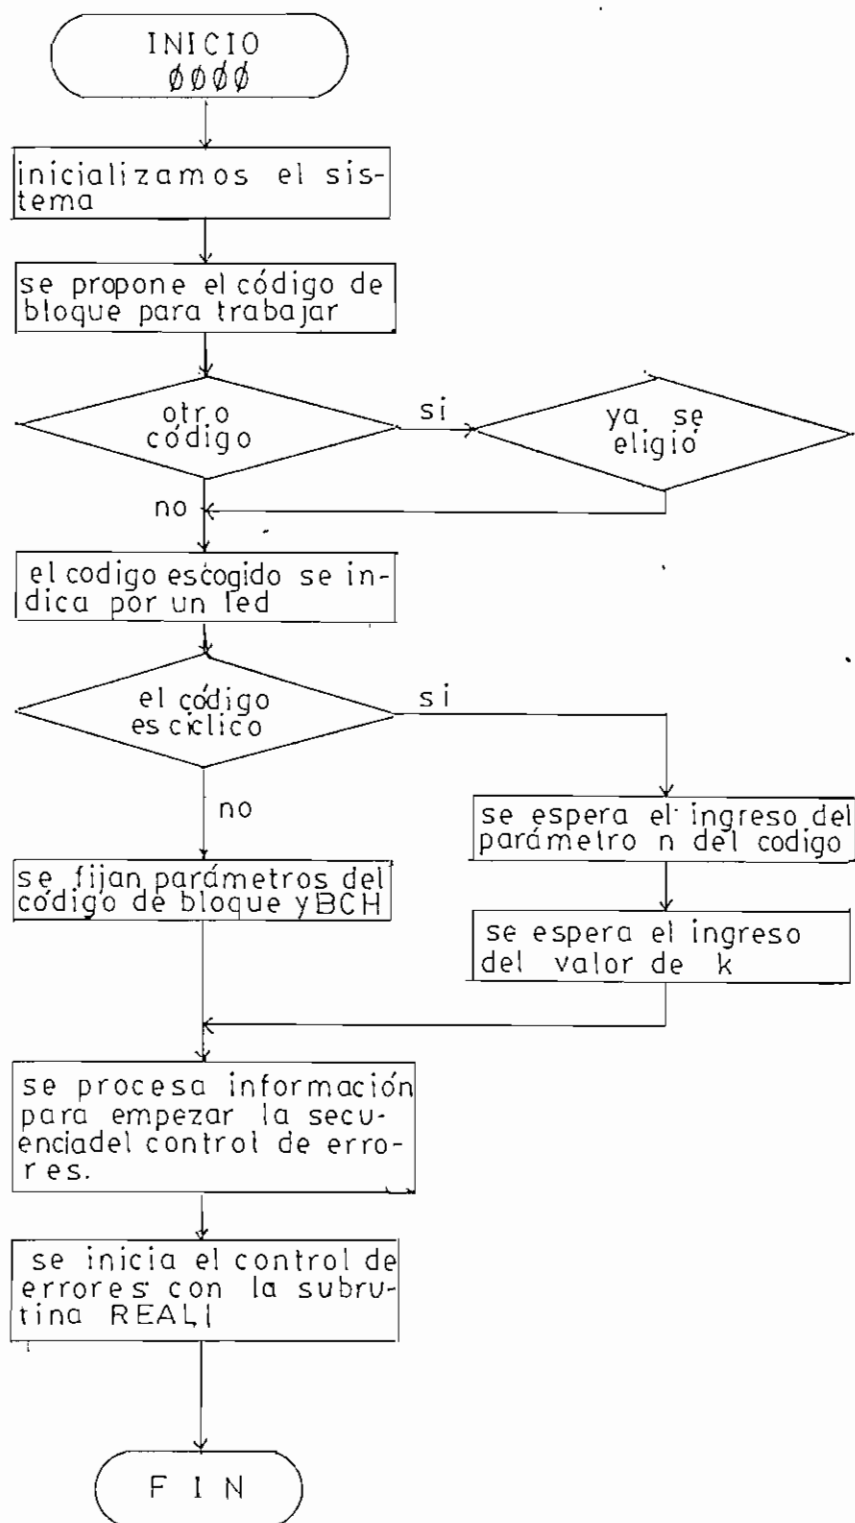 INICIO
ØØØØ
inicializamos el sis-
tema
se propone el código de
bloque para trabajar
otro
código
si
ya se
eligió
no
el codigo escogido se in-
dica por un led
el código
es cíclico
si
no
se espera el ingreso del
parámetro n del codigo
se fijan parámetros del
código de bloque y BCH
se espera el ingreso
del valor de k
se procesa información
para empezar la secu-
encia del control de erro-
res.
se inicia el control de
errores con la subru-
tina REALI
FIN